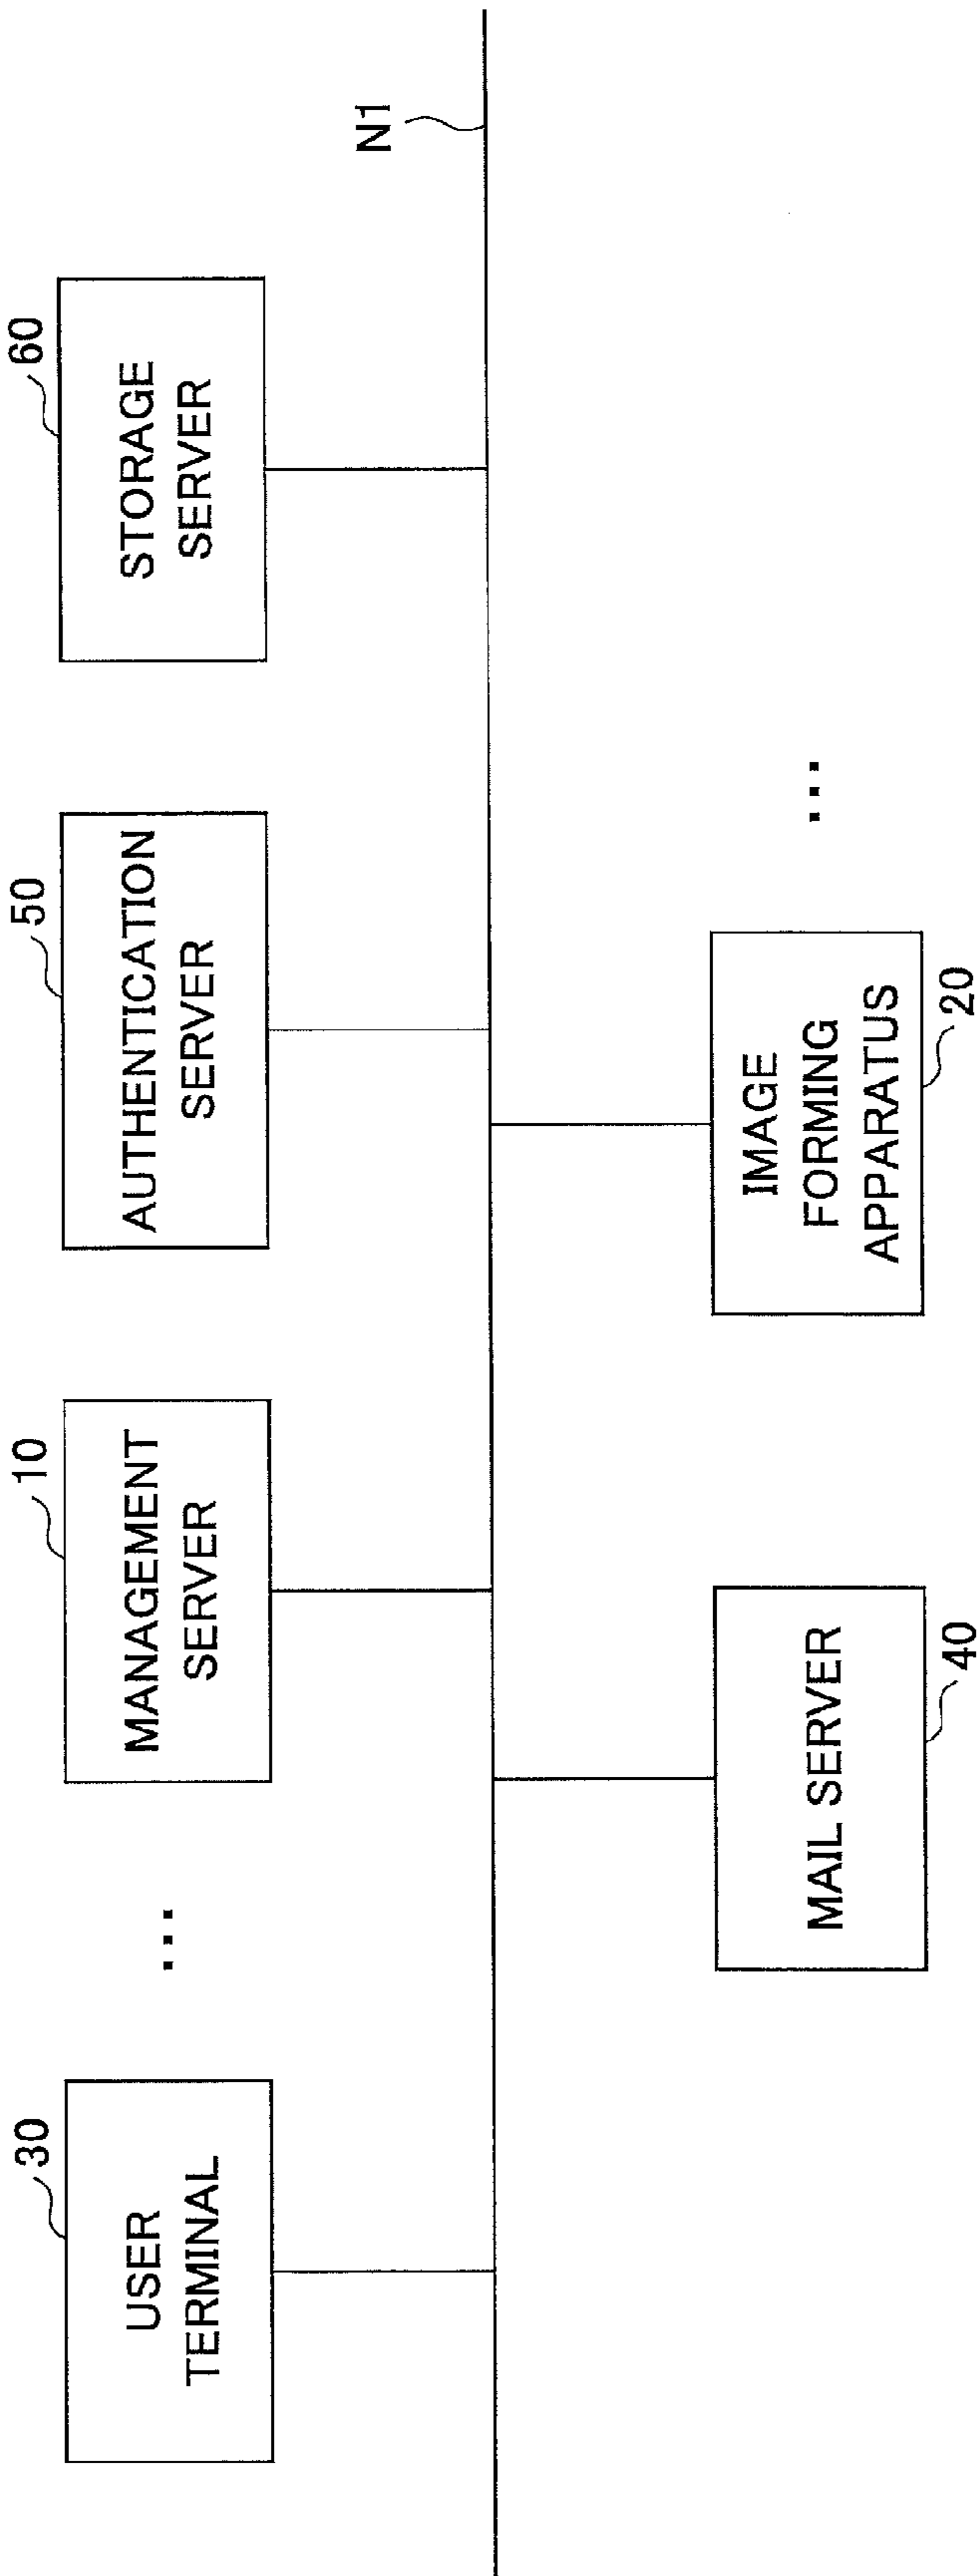 30
USER
TERMINAL
...
10
MANAGEMENT
SERVER
50
AUTHENTICATION
SERVER
60
STORAGE
SERVER
N1
MAIL SERVER
40
IMAGE
FORMING
APPARATUS
20
...